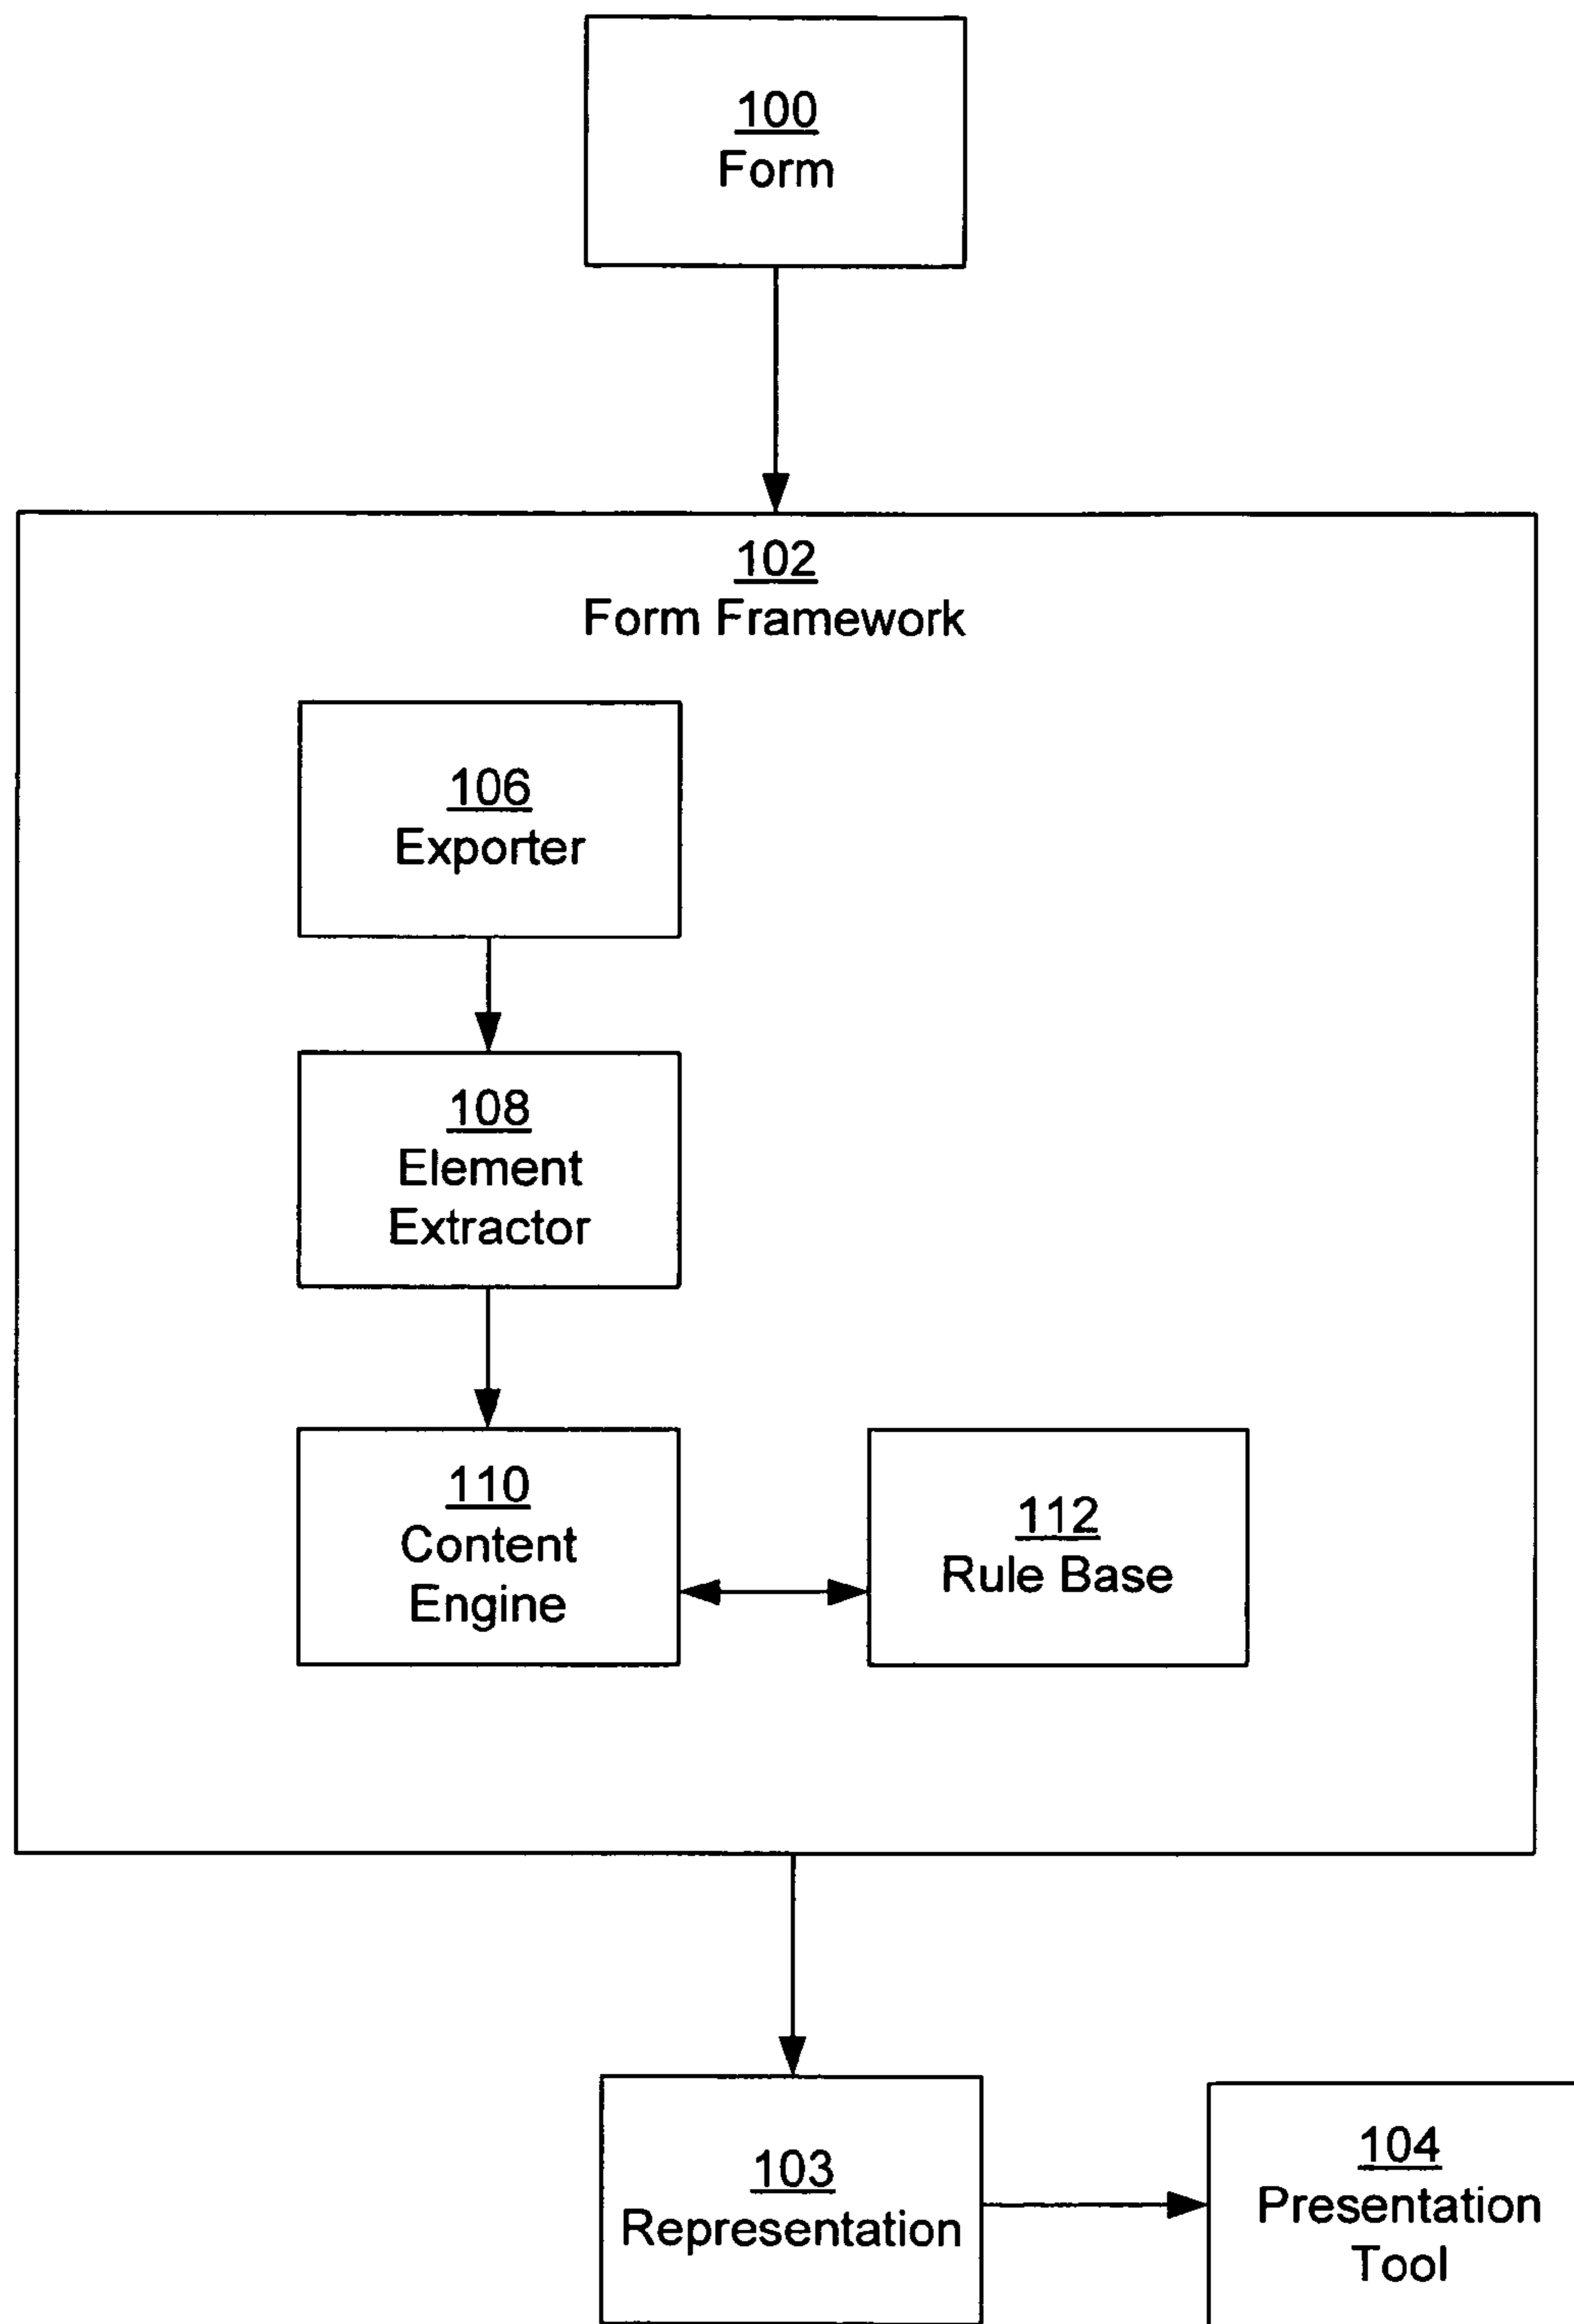 100
Form
102
Form Framework
106
Exporter
108
Element
Extractor
110
Content
Engine
112
Rule Base
103
Representation
104
Presentation
Tool